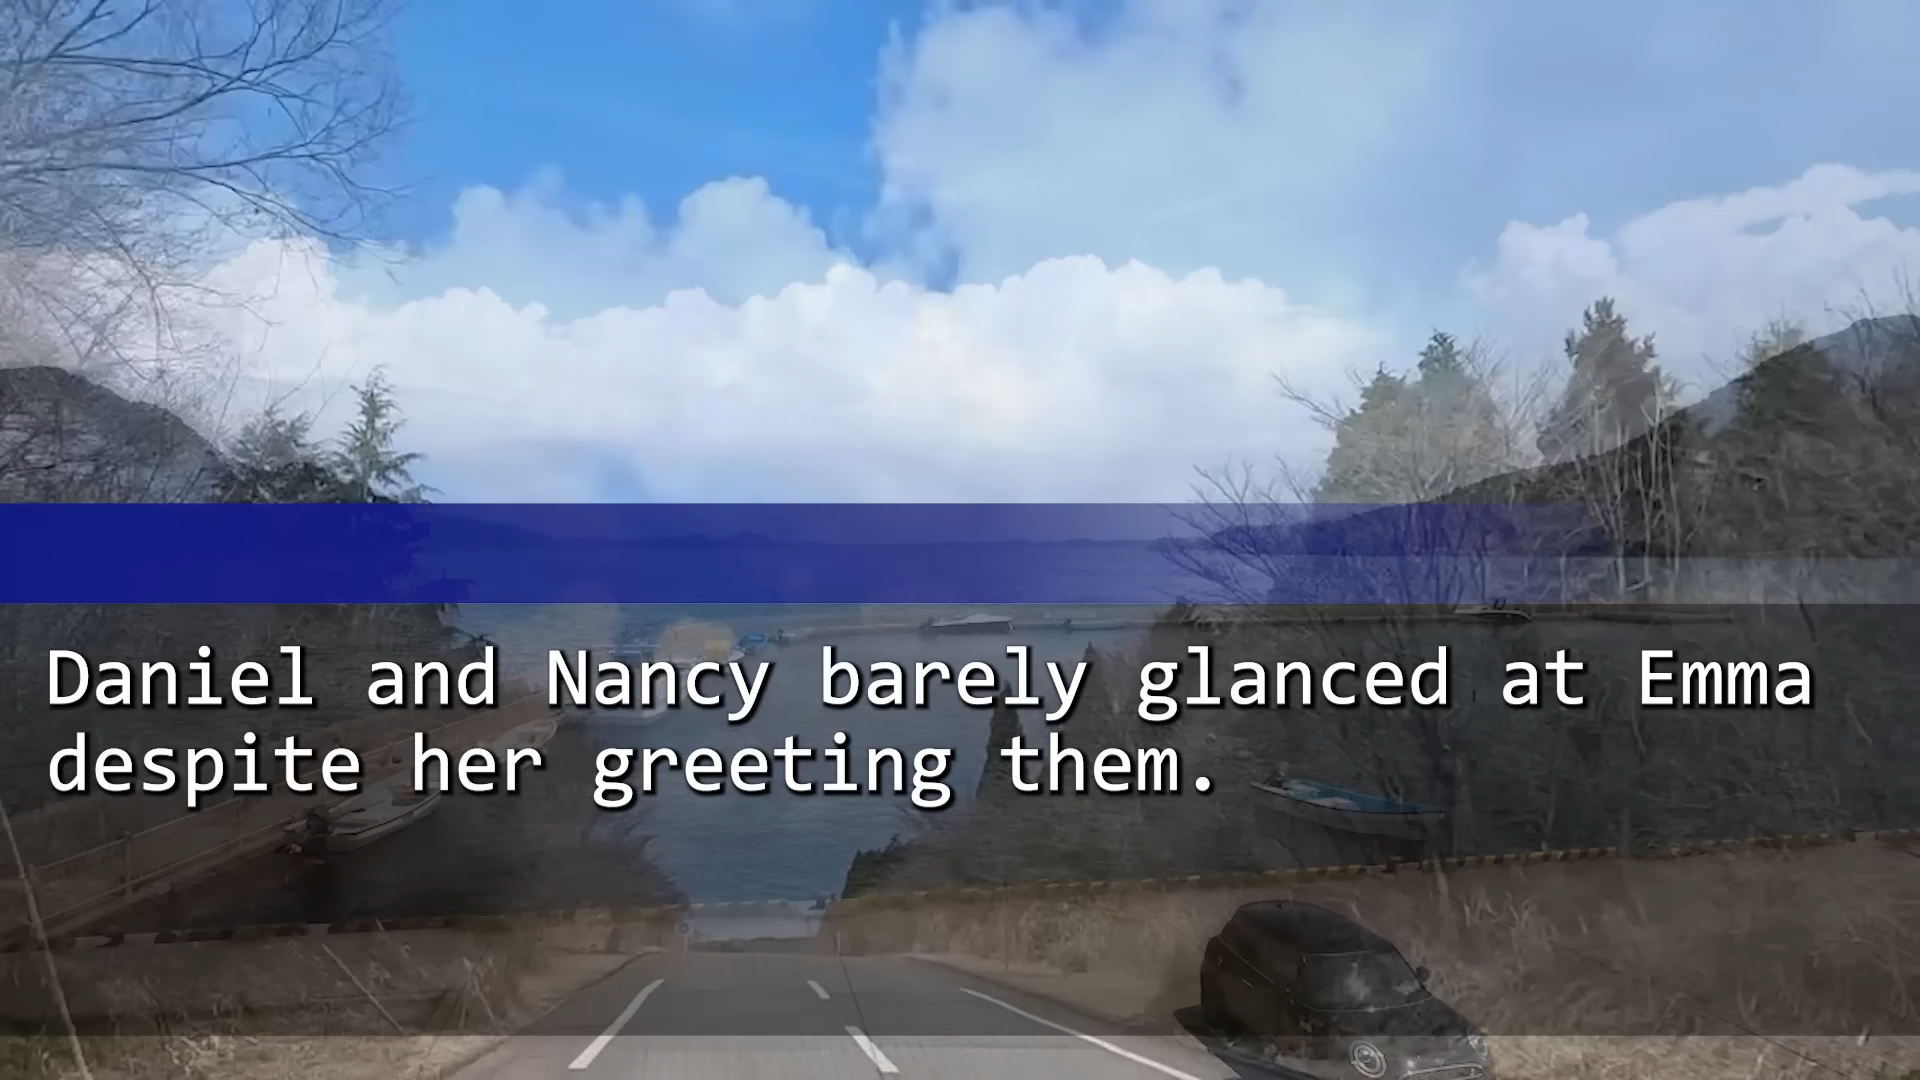 Daniel and Nancy barely glanced at Emma
despite her greeting them.